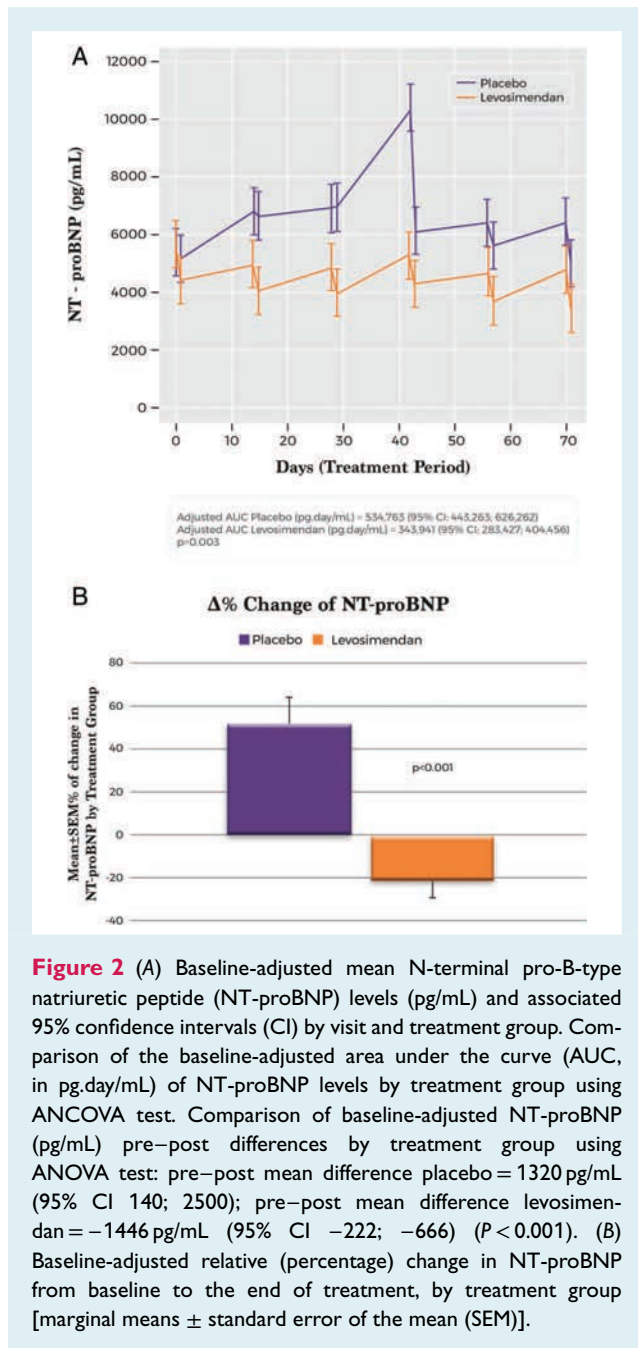 A
12000
10000
8000
6000
4000
2000
0
NT - proBNP (pg/mL)
Placebo
Levosimendan
0 10 20 30 40 50 60 70
Days (Treatment Period)
Adjusted AUC Placebo (pg.day/mL) = 534,763 (95% CI: 443,263; 626,262)
Adjusted AUC Levosimendan (pg.day/mL) = 343,941 (95% CI: 283,427; 404,456)
p=0.003
B
Δ% Change of NT-proBNP
Placebo Levosimendan
80
60
40
20
0
-20
-40
Mean±SEM% of change in
NT-proBNP by Treatment Group
p<0.001
Figure 2 (A) Baseline-adjusted mean N-terminal pro-B-type
natriuretic peptide (NT-proBNP) levels (pg/mL) and associated
95% confidence intervals (CI) by visit and treatment group. Com-
parison of the baseline-adjusted area under the curve (AUC,
in pg.day/mL) of NT-proBNP levels by treatment group using
ANCOVA test. Comparison of baseline-adjusted NT-proBNP
(pg/mL) pre–post differences by treatment group using
ANOVA test: pre–post mean difference placebo = 1320 pg/mL
(95% CI 140; 2500); pre–post mean difference levosimen-
dan = −1446 pg/mL (95% CI −222; −666) (P < 0.001). (B)
Baseline-adjusted relative (percentage) change in NT-proBNP
from baseline to the end of treatment, by treatment group
[marginal means ± standard error of the mean (SEM)].